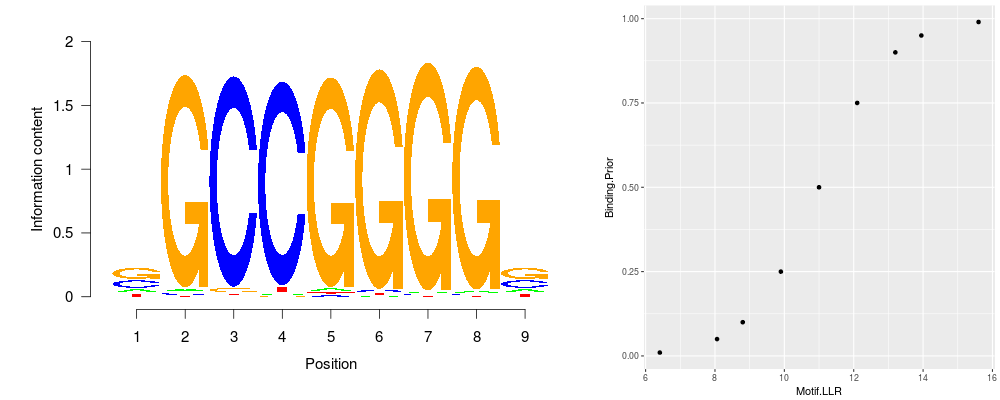 2
1.5
1
0.5
0
Information content
G C C G G G G
G G
C C
1 2 3 4 5 6 7 8 9
Position
1.00
0.75
0.50
0.25
0.00
Binding.Prior
6 8 10 12 14 16
Motif.LLR